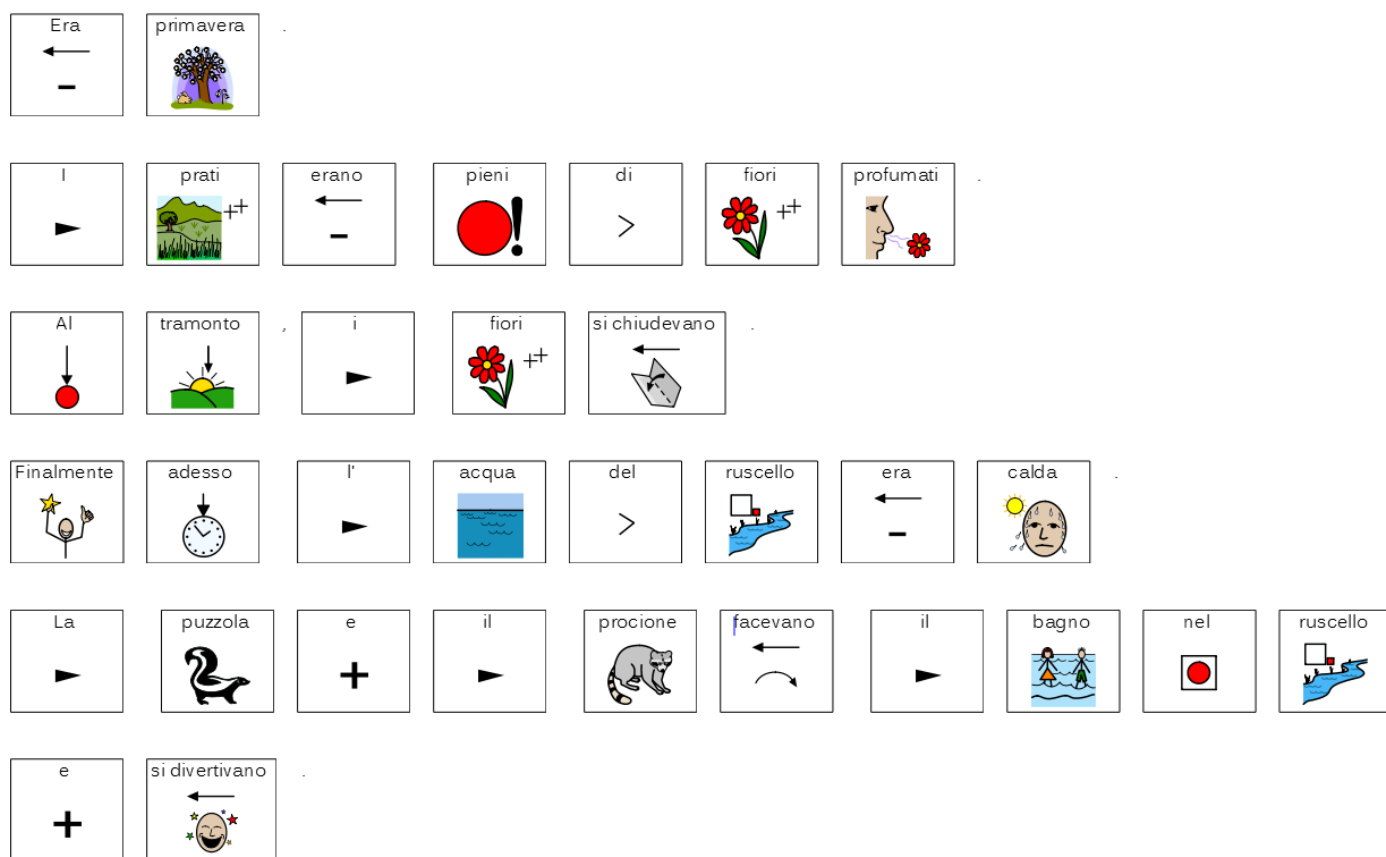 Era primavera .
I prati erano pieni di fiori profumati .
Al tramonto , i fiori si chiudevano .
Finalmente adesso l' acqua del ruscello era calda .
La puzzola e il procione facevano il bagno nel ruscello
e si divertivano .